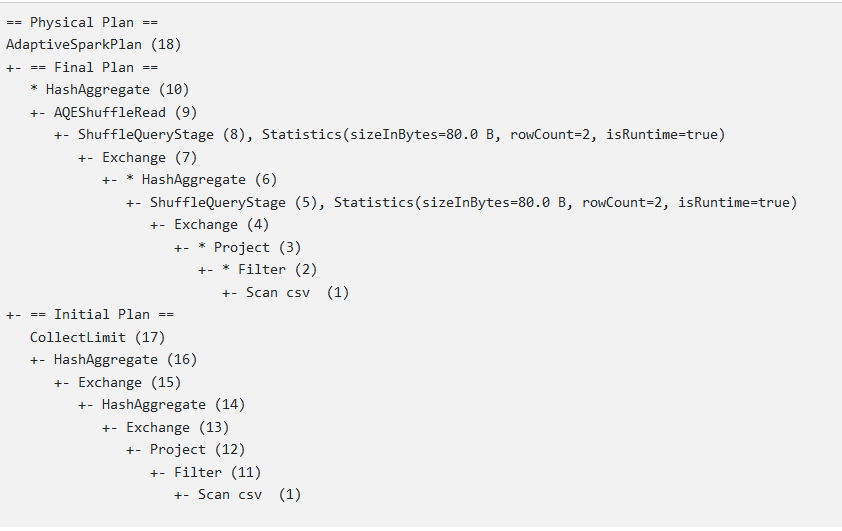 == Physical Plan ==
AdaptiveSparkPlan (18)
+- == Final Plan ==
   * HashAggregate (10)
   +- AQEShuffleRead (9)
      +- ShuffleQueryStage (8), Statistics(sizeInBytes=80.0 B, rowCount=2, isRuntime=true)
         +- Exchange (7)
            +- * HashAggregate (6)
               +- ShuffleQueryStage (5), Statistics(sizeInBytes=80.0 B, rowCount=2, isRuntime=true)
                  +- Exchange (4)
                     +- * Project (3)
                        +- * Filter (2)
                           +- Scan csv  (1)
+- == Initial Plan ==
   CollectLimit (17)
   +- HashAggregate (16)
      +- Exchange (15)
         +- HashAggregate (14)
            +- Exchange (13)
               +- Project (12)
                  +- Filter (11)
                     +- Scan csv  (1)